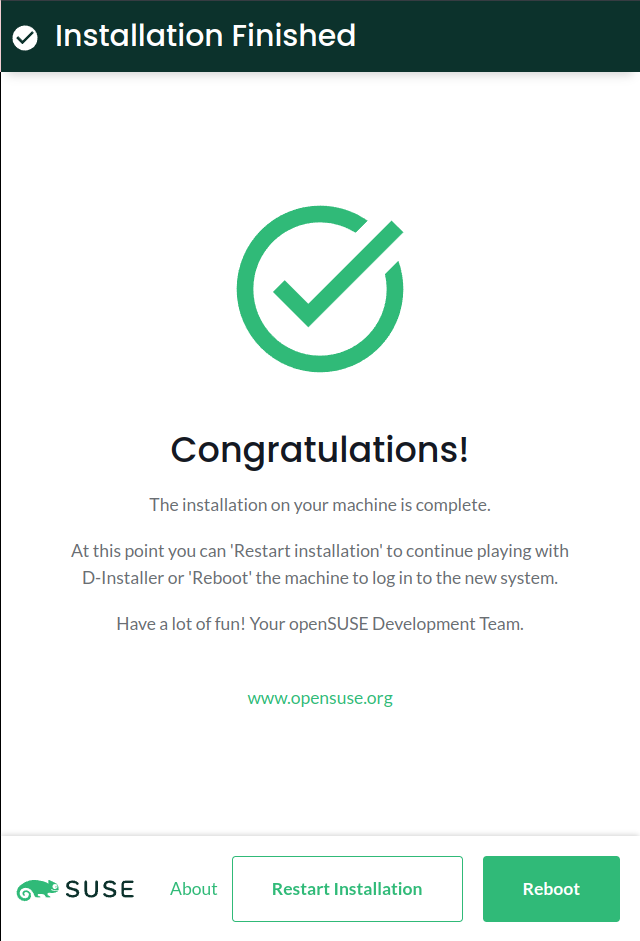 Installation Finished
Congratulations!
The installation on your machine is complete.
At this point you can 'Restart installation' to continue playing with
D-Installer or 'Reboot' the machine to log in to the new system.
Have a lot of fun! Your openSUSE Development Team.
www.opensuse.org
SUSE About Restart Installation Reboot